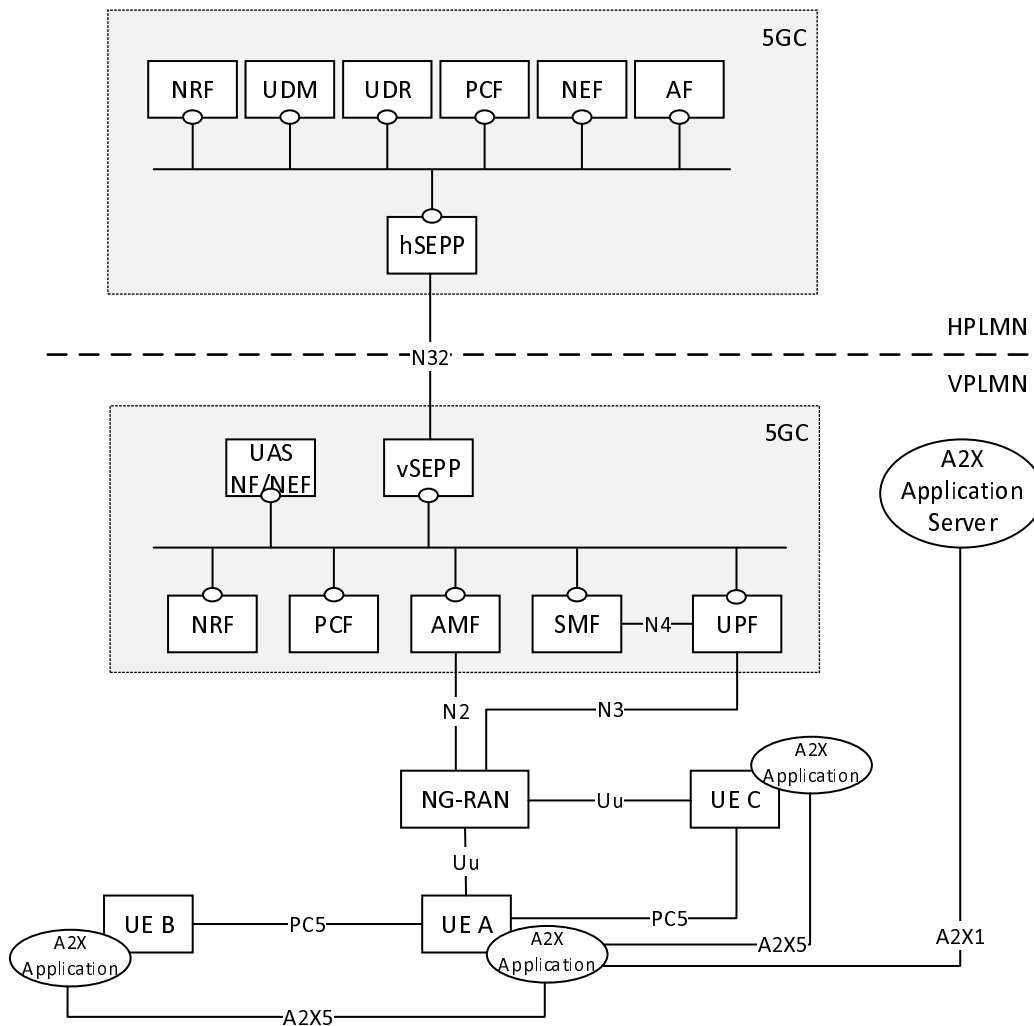 5GC
NRF
UDM
UDR
PCF
NEF
AF
hSEPP
HPLMN
N32
VPLMN
5GC
UAS
NF/NEF
vSEPP
A2X
Application
Server
NRF
PCF
AMF
SMF
N4
UPF
N2
N3
A2X
Application
NG-RAN
Uu
UE C
Uu
UE B
PC5
UE A
PC5
A2X
Application
A2X
Application
A2X5
A2X1
A2X5